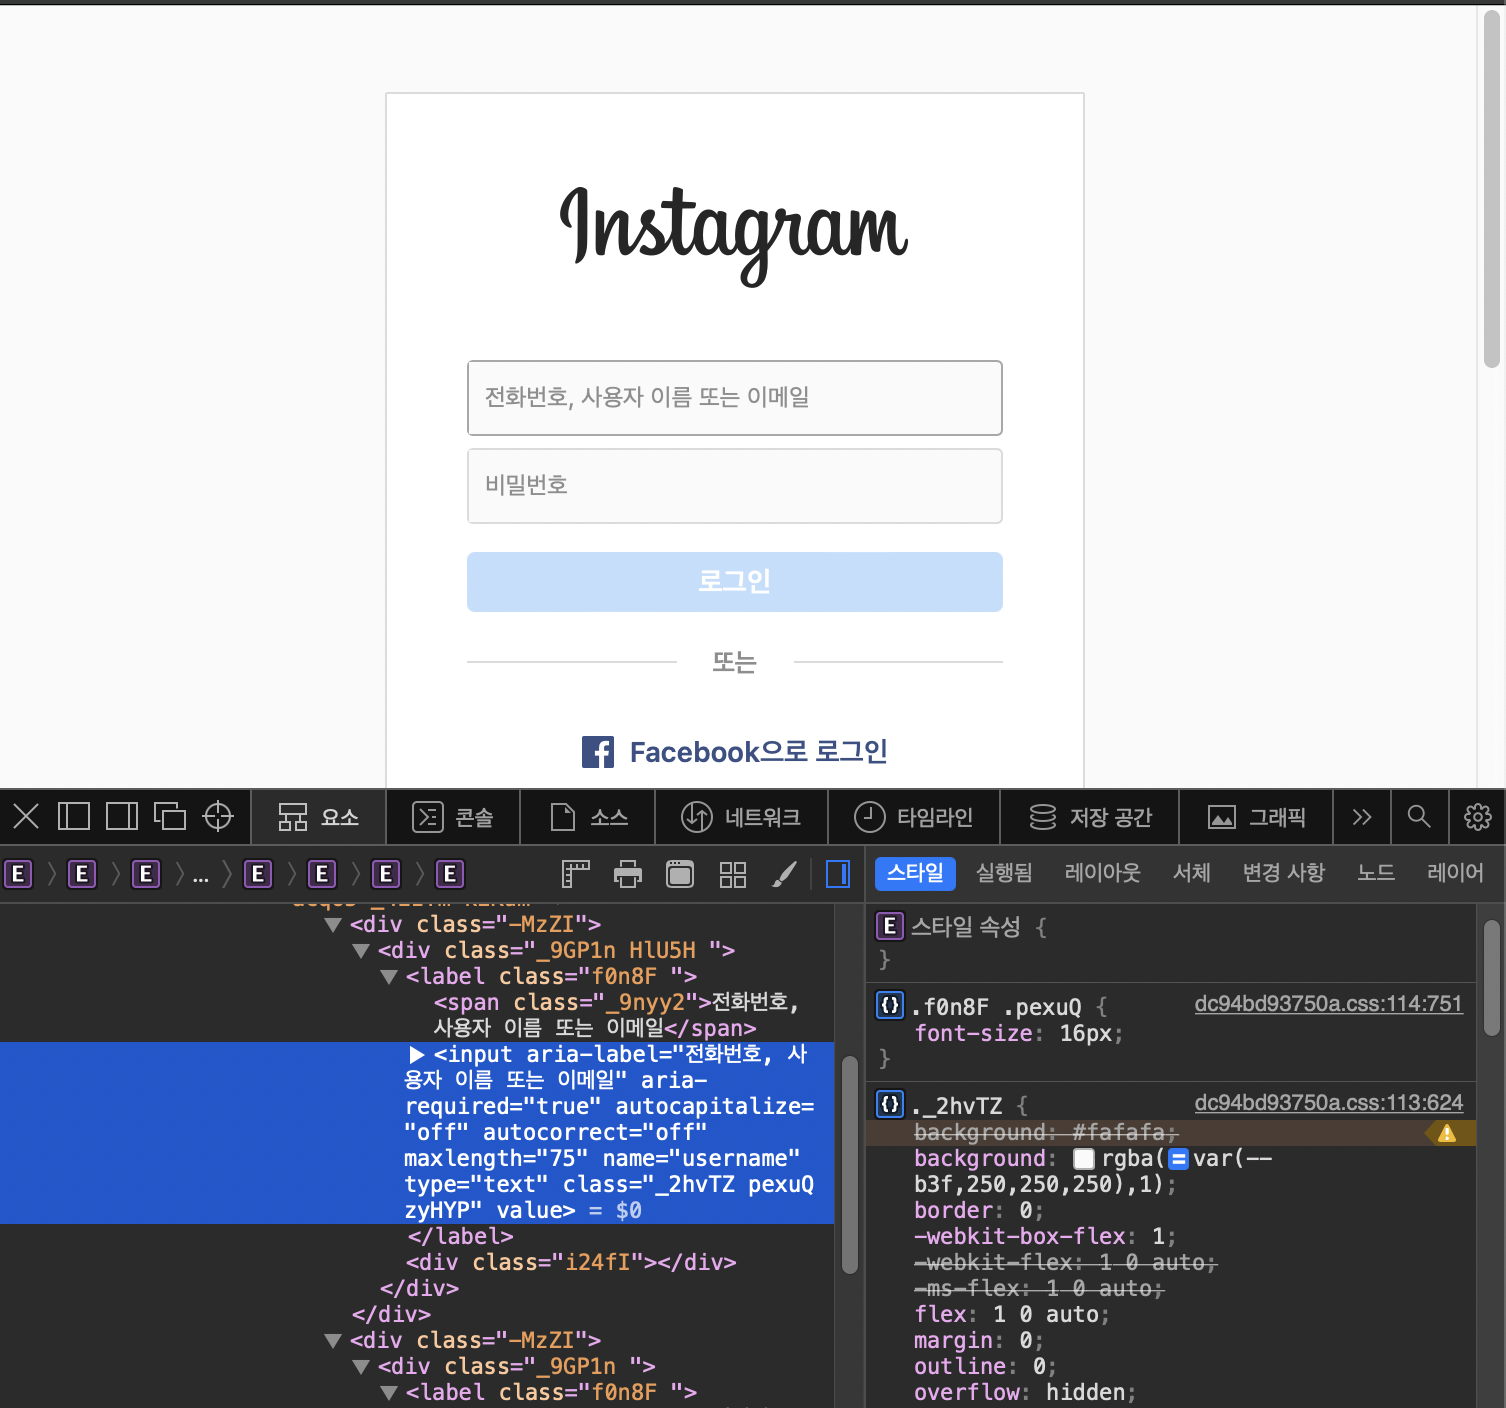 Instagram
전화번호, 사용자 이름 또는 이메일
비밀번호
로그인
또는
Facebook으로 로그인
요소
콘솔
소스
네트워크
타임라인
저장 공간
그래픽
E
E
E
...
E
E
E
E
스타일
실행됨
레이아웃
서체
변경 사항
노드
레이어
<div class="-MzZI">
<div class="_9GP1n HlU5H ">
<label class="f0n8F ">
<span class="_9nyy2">전화번호,
사용자 이름 또는 이메일</span>
<input aria-label="전화번호, 사
용자 이름 또는 이메일" aria-
required="true" autocapitalize=
"off" autocorrect="off"
maxlength="75" name="username"
type="text" class="_2hvTZ pexuQ
zyHYP" value> = $0
</label>
<div class="i24fI"></div>
</div>
</div>
<div class="-MzZI">
<div class="_9GP1n ">
<label class="f0n8F ">
E 스타일 속성 {
}
{} .f0n8F .pexuQ { dc94bd93750a.css:114:751
font-size: 16px;
}
{} ._2hvTZ { dc94bd93750a.css:113:624
background: #fafafa;
background: rgba(=var(--
b3f,250,250,250),1);
border: 0;
-webkit-box-flex: 1;
-webkit-flex: 1 0 auto;
-ms-flex: 1 0 auto;
flex: 1 0 auto;
margin: 0;
outline: 0;
overflow: hidden;